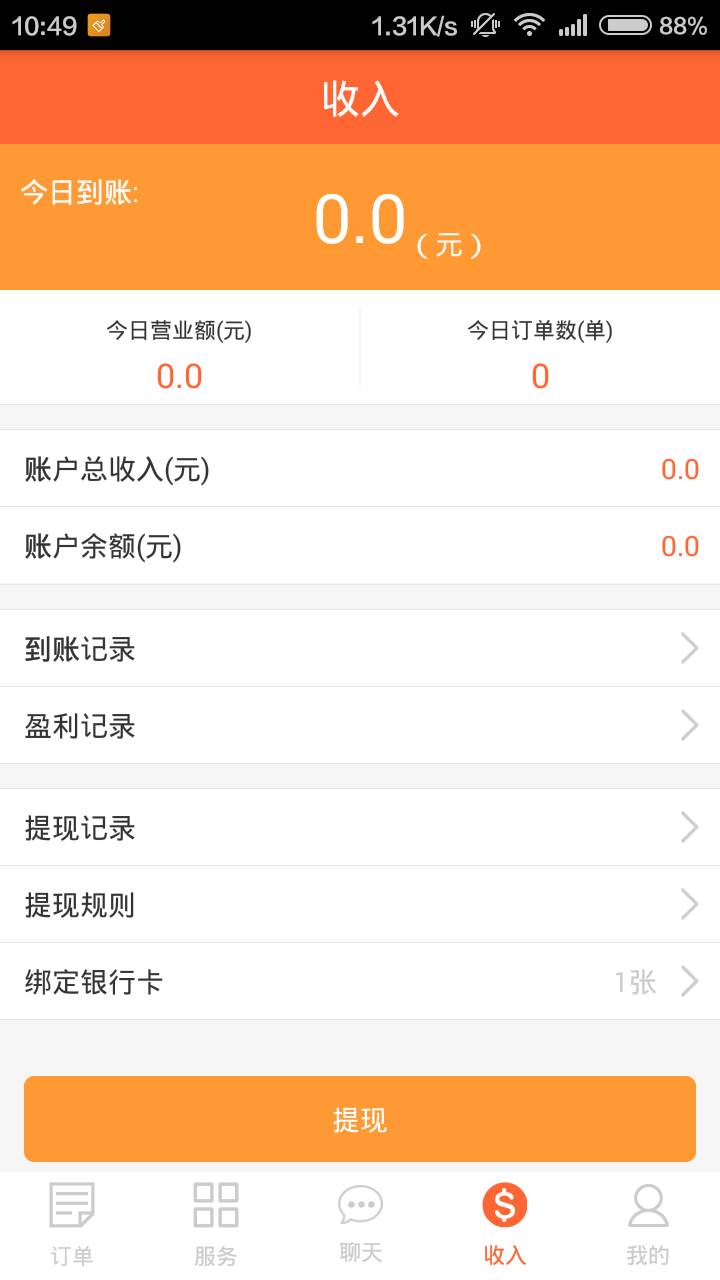 10:49 1.31K/s 88%
收入
今日到账:
0.0（元）
今日营业额(元) 今日订单数(单)
0.0 0
账户总收入(元) 0.0
账户余额(元) 0.0
到账记录
盈利记录
提现记录
提现规则
绑定银行卡 1张
提现
订单 服务 聊天 收入 我的